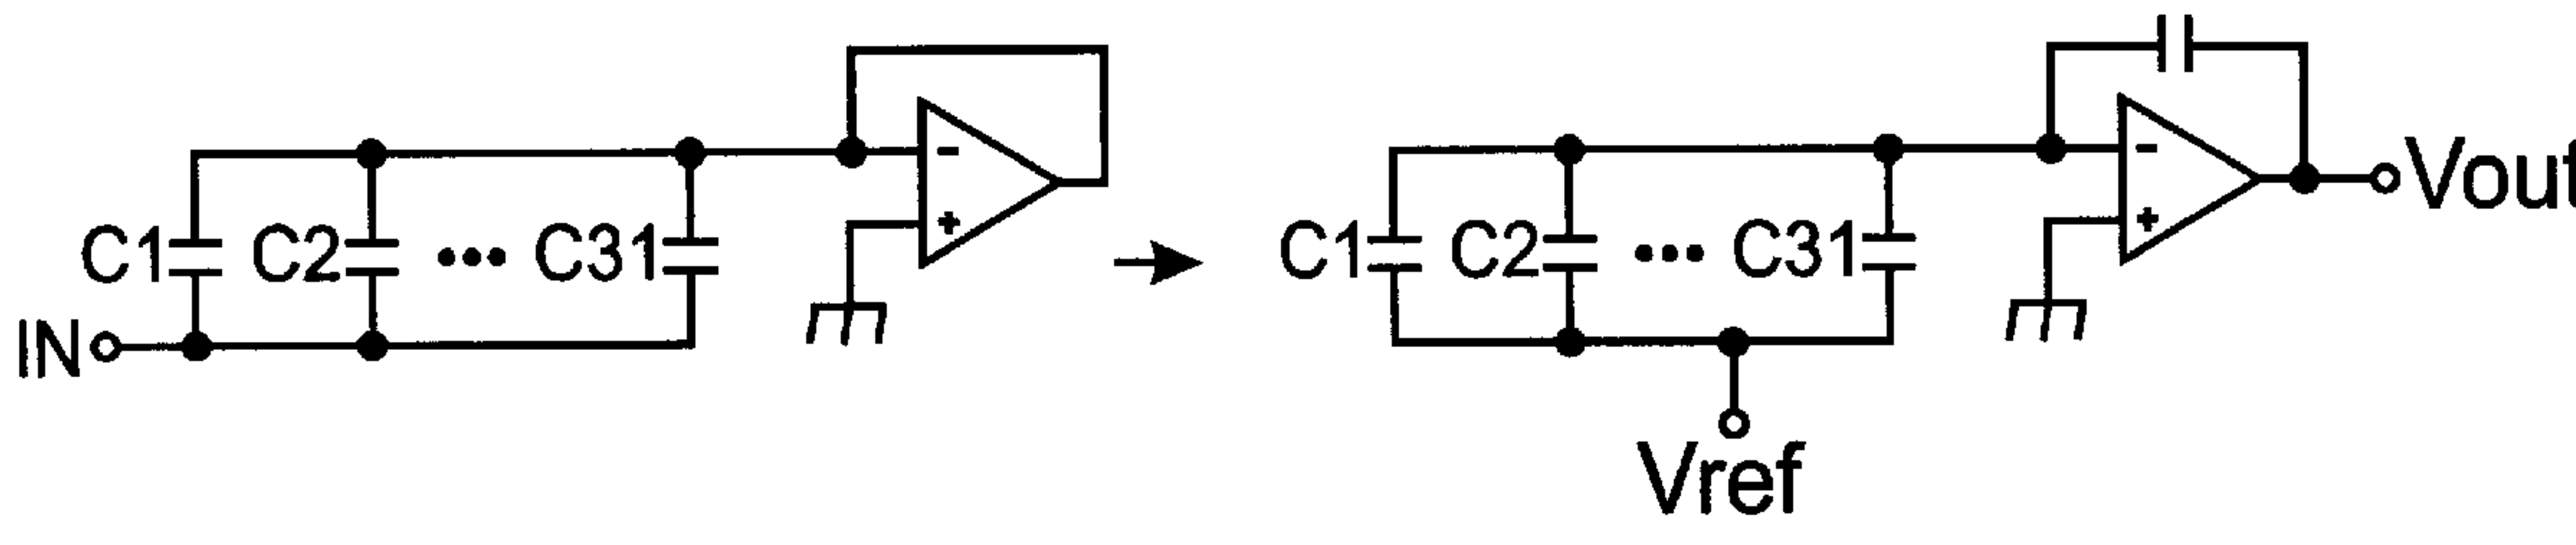 C1 C2 ••• C31 - +
IN
C1 C2 ••• C31 - + Vout
Vref